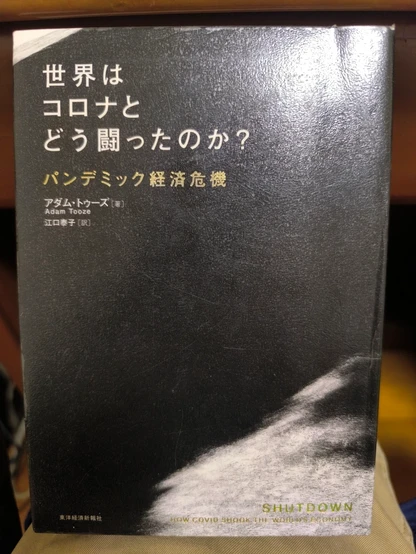 世界は
コロナと
どう闘ったのか?
パンデミック経済危機
アダム・トゥーズ[著]
Adam Tooze
江口泰子[訳]
SHUTDOWN
HOW COVID SHOOK THE WORLD'S ECONOMY
東洋経済新報社